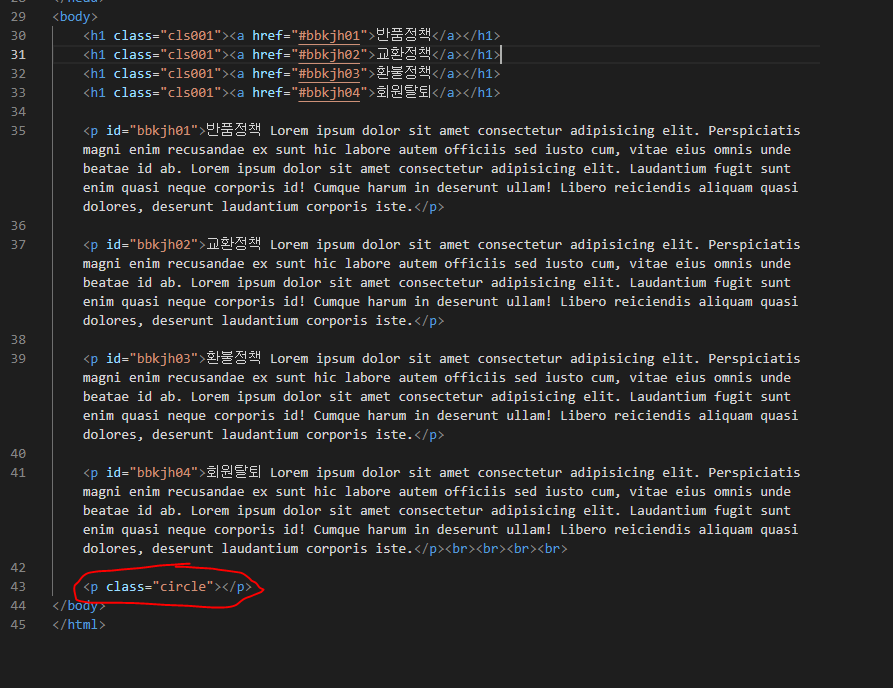 28 </head>
29 <body>
30 <h1 class="cls001"><a href="#bbkjh01">반품정책</a></h1>
31 <h1 class="cls001"><a href="#bbkjh02">교환정책</a></h1>
32 <h1 class="cls001"><a href="#bbkjh03">환불정책</a></h1>
33 <h1 class="cls001"><a href="#bbkjh04">회원탈퇴</a></h1>
34
35 <p id="bbkjh01">반품정책 Lorem ipsum dolor sit amet consectetur adipisicing elit. Perspiciatis
magni enim recusandae ex sunt hic labore autem officiis sed iusto cum, vitae eius omnis unde
beatae id ab. Lorem ipsum dolor sit amet consectetur adipisicing elit. Laudantium fugit sunt
enim quasi neque corporis id! Cumque harum in deserunt ullam! Libero reiciendis aliquam quasi
dolores, deserunt laudantium corporis iste.</p>
36
37 <p id="bbkjh02">교환정책 Lorem ipsum dolor sit amet consectetur adipisicing elit. Perspiciatis
magni enim recusandae ex sunt hic labore autem officiis sed iusto cum, vitae eius omnis unde
beatae id ab. Lorem ipsum dolor sit amet consectetur adipisicing elit. Laudantium fugit sunt
enim quasi neque corporis id! Cumque harum in deserunt ullam! Libero reiciendis aliquam quasi
dolores, deserunt laudantium corporis iste.</p>
38
39 <p id="bbkjh03">환불정책 Lorem ipsum dolor sit amet consectetur adipisicing elit. Perspiciatis
magni enim recusandae ex sunt hic labore autem officiis sed iusto cum, vitae eius omnis unde
beatae id ab. Lorem ipsum dolor sit amet consectetur adipisicing elit. Laudantium fugit sunt
enim quasi neque corporis id! Cumque harum in deserunt ullam! Libero reiciendis aliquam quasi
dolores, deserunt laudantium corporis iste.</p>
40
41 <p id="bbkjh04">회원탈퇴 Lorem ipsum dolor sit amet consectetur adipisicing elit. Perspiciatis
magni enim recusandae ex sunt hic labore autem officiis sed iusto cum, vitae eius omnis unde
beatae id ab. Lorem ipsum dolor sit amet consectetur adipisicing elit. Laudantium fugit sunt
enim quasi neque corporis id! Cumque harum in deserunt ullam! Libero reiciendis aliquam quasi
dolores, deserunt laudantium corporis iste.</p><br><br><br><br>
42
43 <p class="circle"></p>
44 </body>
45 </html>